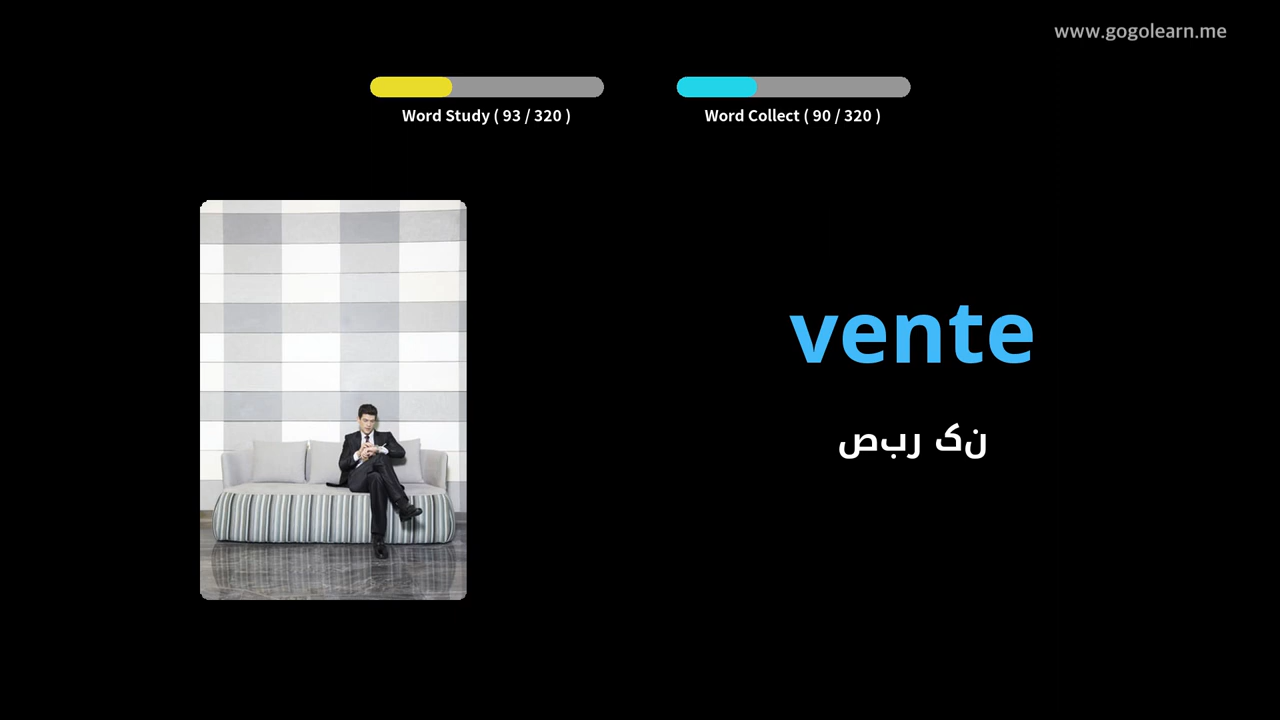 www.gogolearn.me
Word Study ( 93 / 320 )
Word Collect ( 90 / 320 )
vente
نک ربص